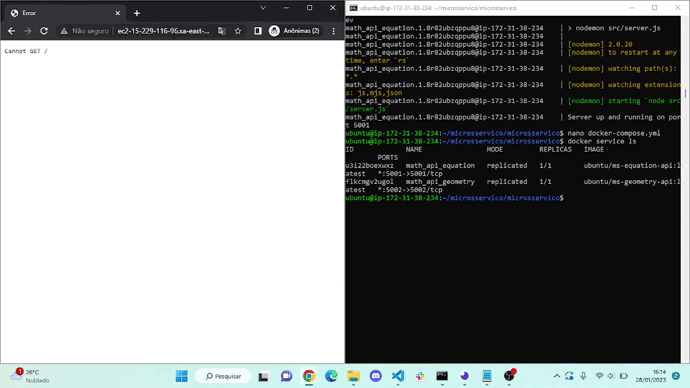 Error
Não seguro
ec2-15-229-116-96.sa-east-...
Anônimas (2)
Cannot GET /
ubuntu@ip-172-31-38-234: ~/microsservico/microsservico
ev
math_api_equation.1.8r82ubzqppu8@ip-172-31-38-234    | > nodemon src/server.js
math_api_equation.1.8r82ubzqppu8@ip-172-31-38-234    |
math_api_equation.1.8r82ubzqppu8@ip-172-31-38-234    | [nodemon] 2.0.20
math_api_equation.1.8r82ubzqppu8@ip-172-31-38-234    | [nodemon] to restart at any
time, enter `rs`
math_api_equation.1.8r82ubzqppu8@ip-172-31-38-234    | [nodemon] watching path(s):
*.*
math_api_equation.1.8r82ubzqppu8@ip-172-31-38-234    | [nodemon] watching extension
s: js,mjs,json
math_api_equation.1.8r82ubzqppu8@ip-172-31-38-234    | [nodemon] starting `node src
/server.js`
math_api_equation.1.8r82ubzqppu8@ip-172-31-38-234    | Server up and running on por
t 5001
ubuntu@ip-172-31-38-234:~/microsservico/microsservico$ nano docker-compose.yml
ubuntu@ip-172-31-38-234:~/microsservico/microsservico$ docker service ls
ID             NAME                MODE         REPLICAS   IMAGE
PORTS
u3i22boexwxz   math_api_equation   replicated   1/1        ubuntu/ms-equation-api:l
atest   *:5001->5001/tcp
flkcmgv2ugol   math_api_geometry   replicated   1/1        ubuntu/ms-geometry-api:l
atest   *:5002->5002/tcp
ubuntu@ip-172-31-38-234:~/microsservico/microsservico$
26°C
Nublado
Pesquisar
16:14
28/01/2023